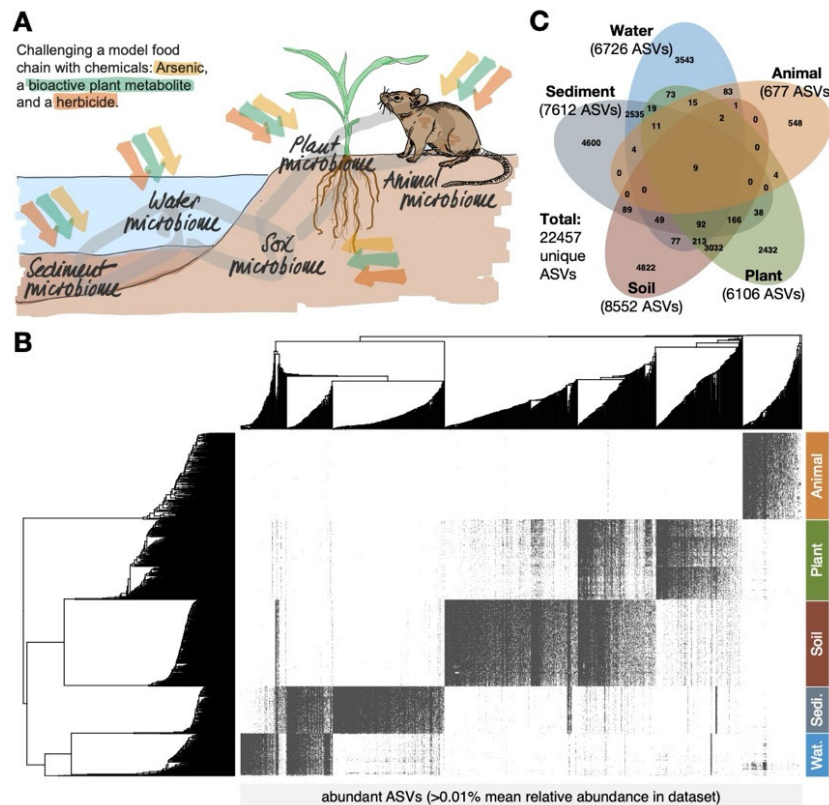 A
Challenging a model food
chain with chemicals: Arsenic,
a bioactive plant metabolite
and a herbicide.
Plant
microbiome
Animal
microbiome
Water
microbiome
Soil
microbiome
Sediment
microbiome
C
Water
(6726 ASVs)
Animal
(677 ASVs)
Sediment
(7612 ASVs)
3543
73
83
19
15
1
2535
11
2
0
548
4600
4
0
0
9
4
0
0
0
0
89
49
92
166
38
77
213
3032
2432
4822
Total:
22457
unique
ASVs
Soil
(8552 ASVs)
Plant
(6106 ASVs)
B
Animal
Plant
Soil
Sedi.
Wat.
abundant ASVs (>0.01% mean relative abundance in dataset)